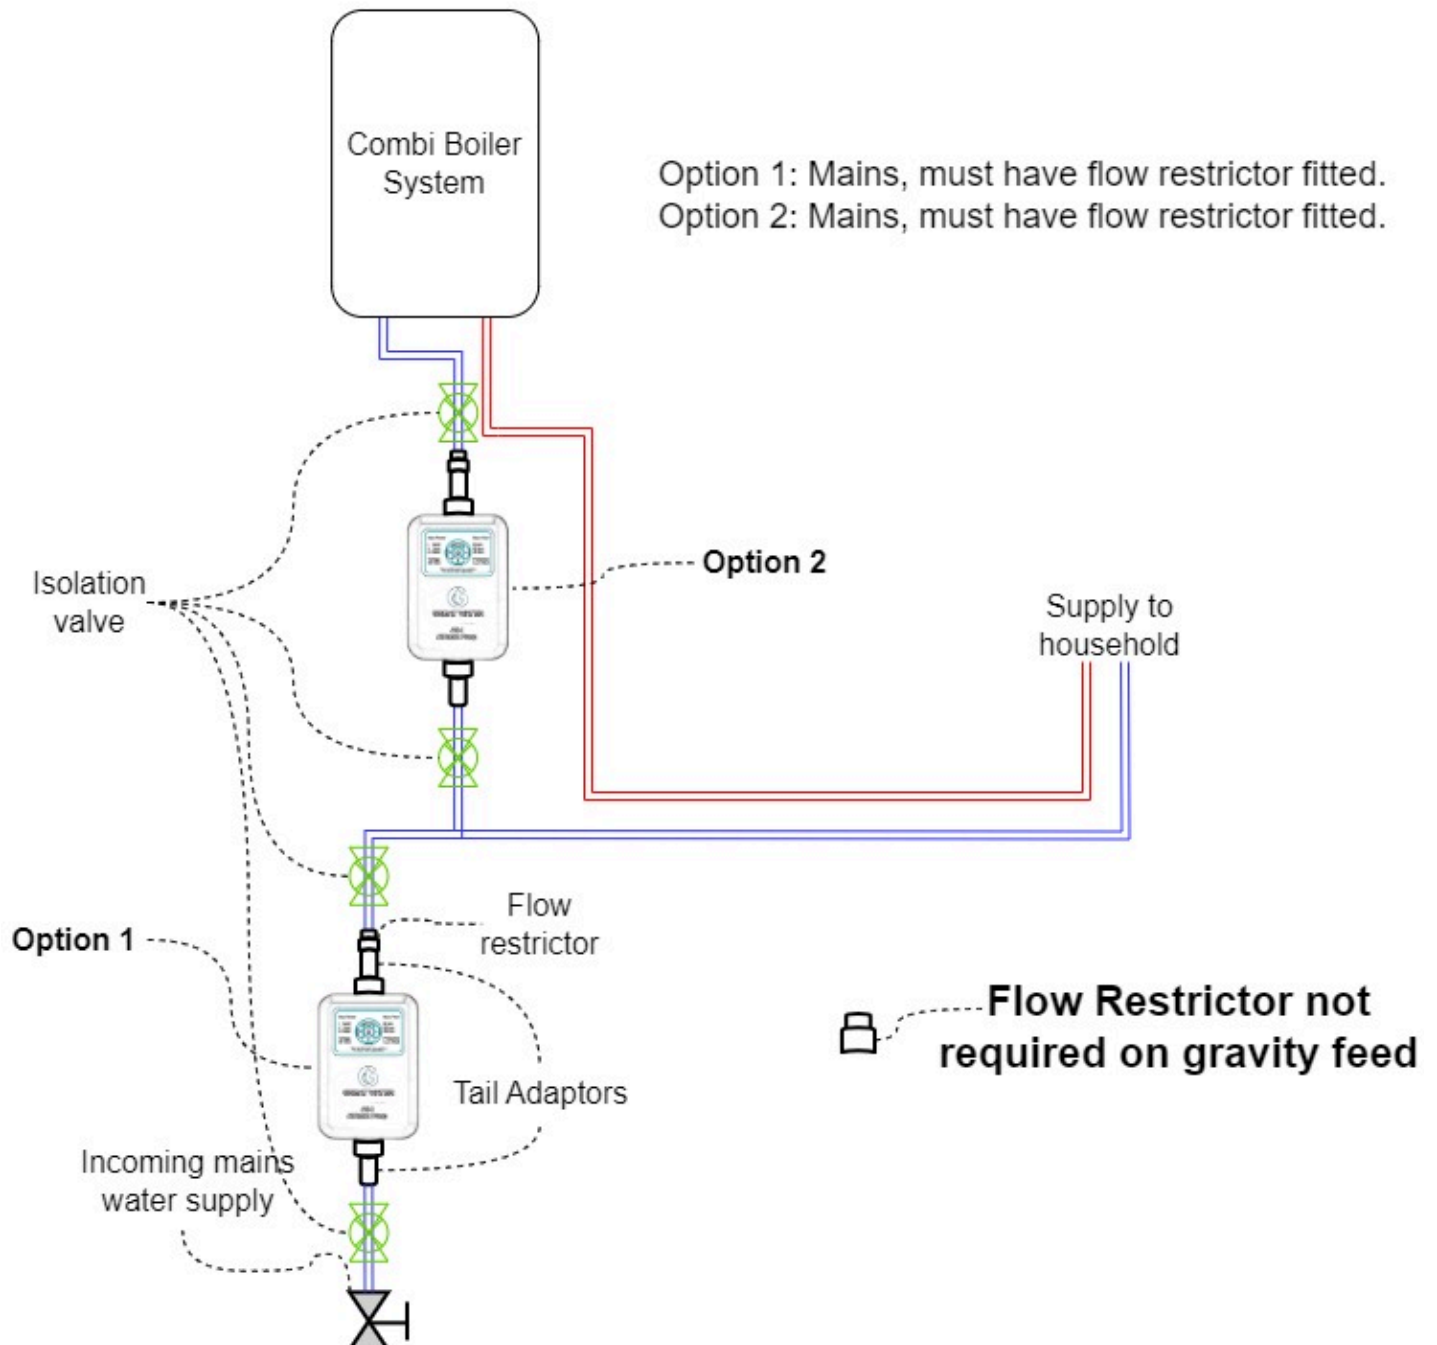 Combi Boiler
System
Option 1: Mains, must have flow restrictor fitted.
Option 2: Mains, must have flow restrictor fitted.
Option 2
Isolation
valve
Supply to
household
Flow
restrictor
Option 1
Flow Restrictor not
required on gravity feed
Tail Adaptors
Incoming mains
water supply